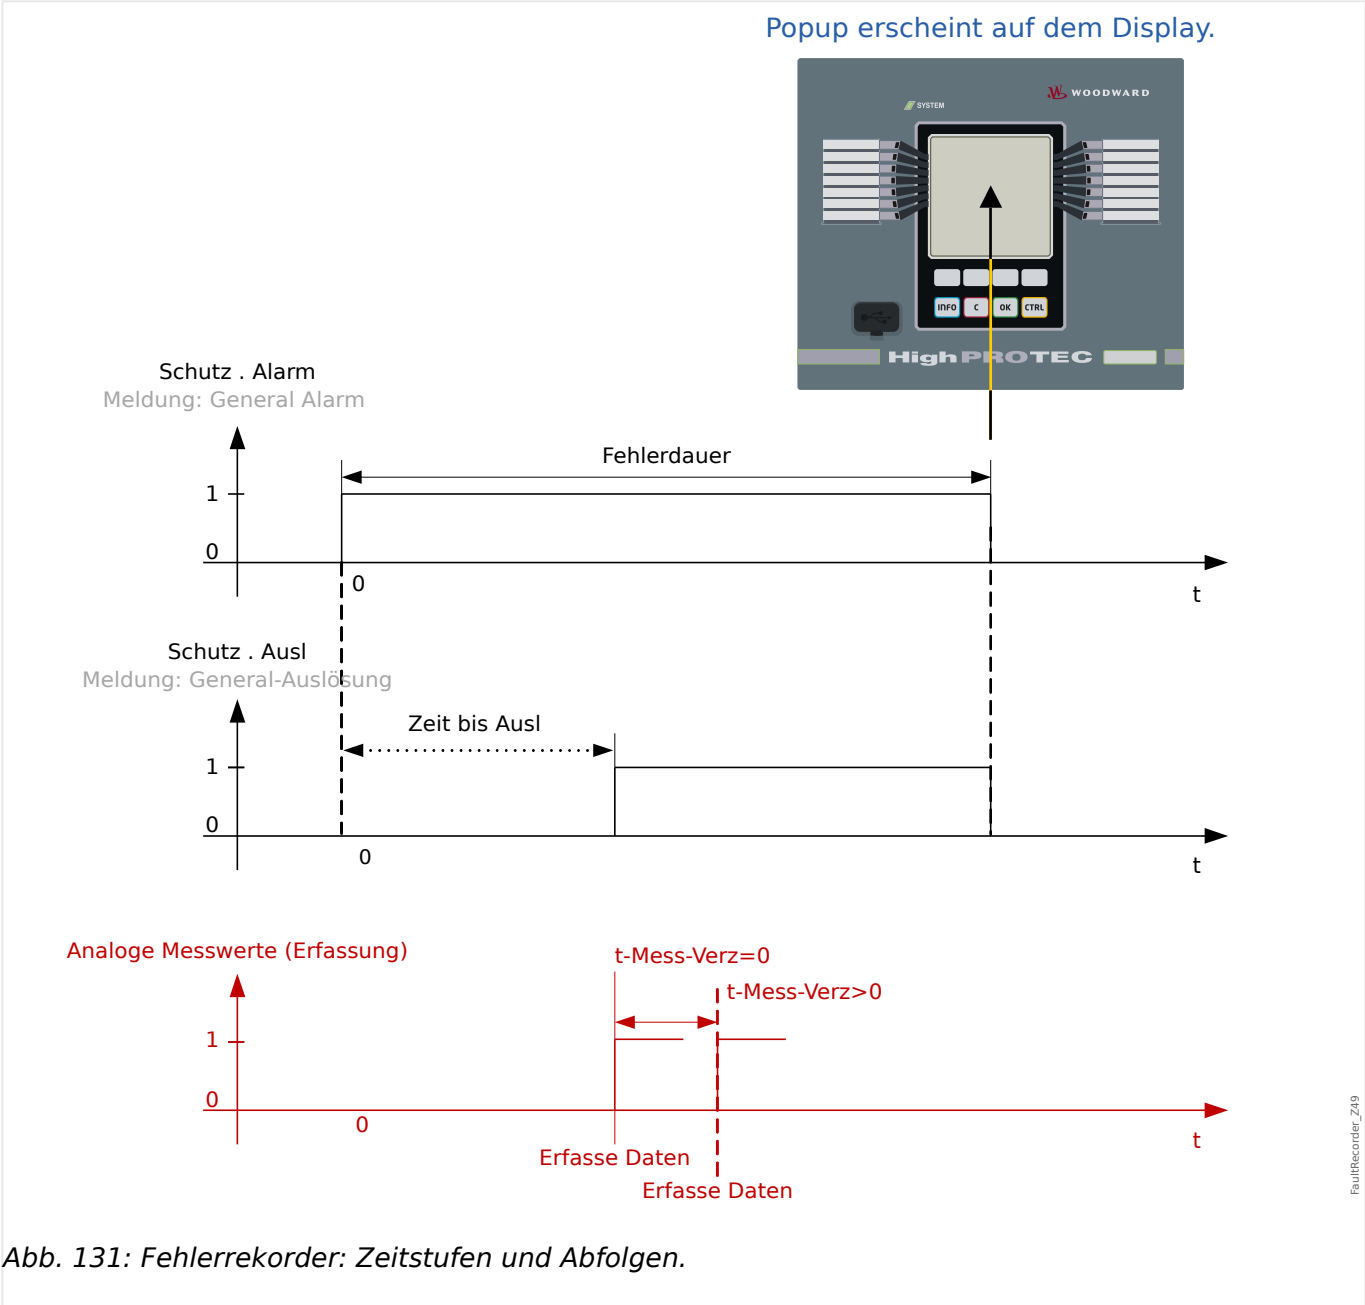 Popup erscheint auf dem Display.
WOODWARD
SYSTEM
INFO C OK CTRL
HighPROTEC
Schutz . Alarm
Meldung: General Alarm
Fehlerdauer
1
0
0
t
Schutz . Ausl
Meldung: General-Auslösung
Zeit bis Ausl
1
0
0
t
Analoge Messwerte (Erfassung)
t-Mess-Verz=0
t-Mess-Verz>0
1
0
0
t
Erfasse Daten
Erfasse Daten
FaultRecorder_Z49
Abb. 131: Fehlerrekorder: Zeitstufen und Abfolgen.